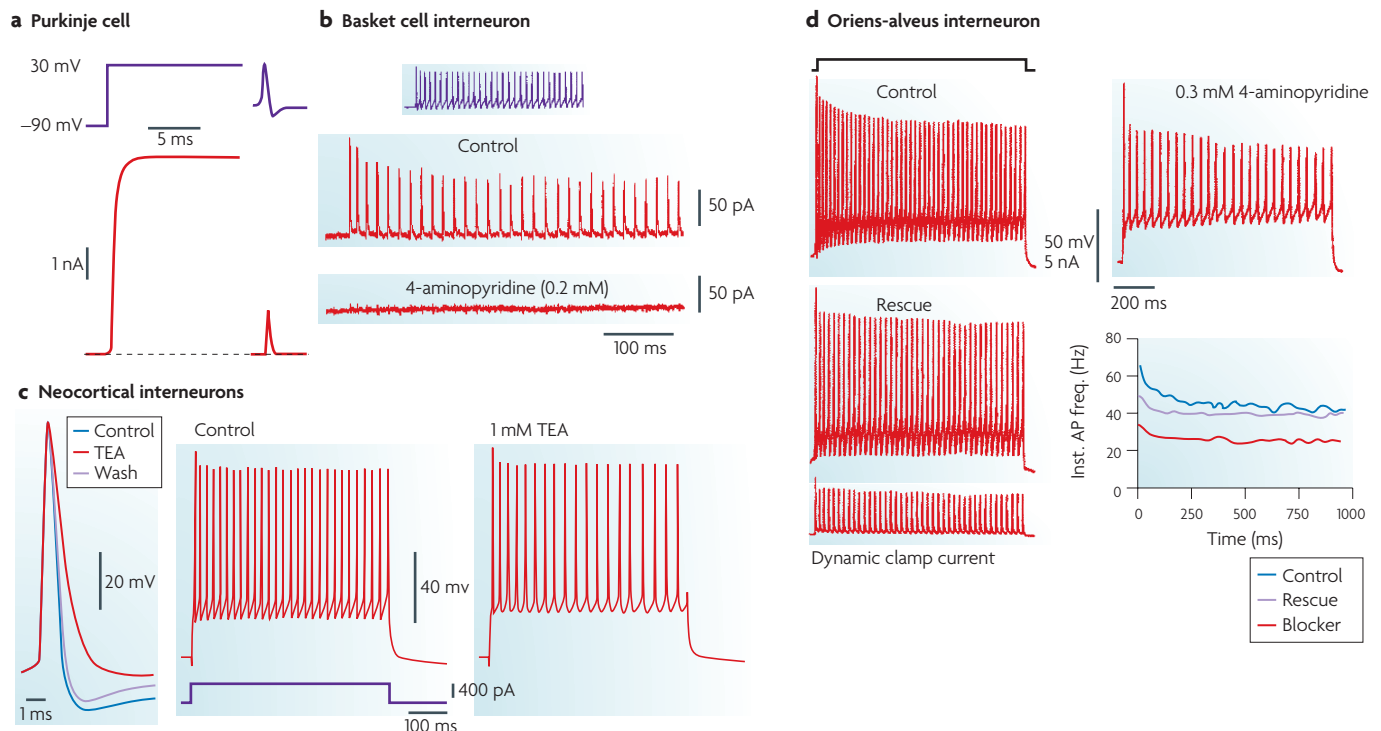 a Purkinje cell
30 mV
–90 mV
5 ms
1 nA
b Basket cell interneuron
Control
50 pA
4-aminopyridine (0.2 mM)
50 pA
100 ms
c Neocortical interneurons
Control
TEA
Wash
20 mV
1 ms
Control
40 mv
400 pA
100 ms
1 mM TEA
d Oriens-alveus interneuron
Control
0.3 mM 4-aminopyridine
50 mV
5 nA
200 ms
Rescue
Dynamic clamp current
Inst. AP freq. (Hz)
80
60
40
20
0
0 250 500 750 1000
Time (ms)
Control
Rescue
Blocker